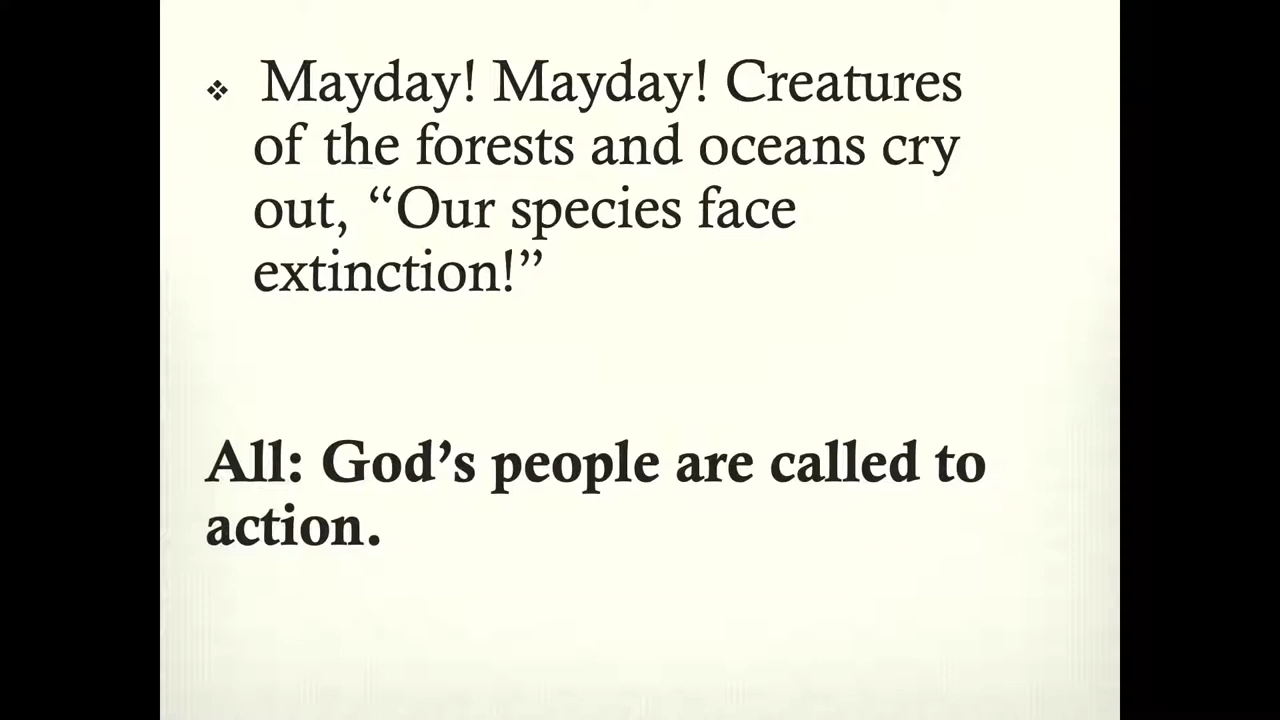 ❖ Mayday! Mayday! Creatures
of the forests and oceans cry
out, “Our species face
extinction!”
All: God’s people are called to
action.